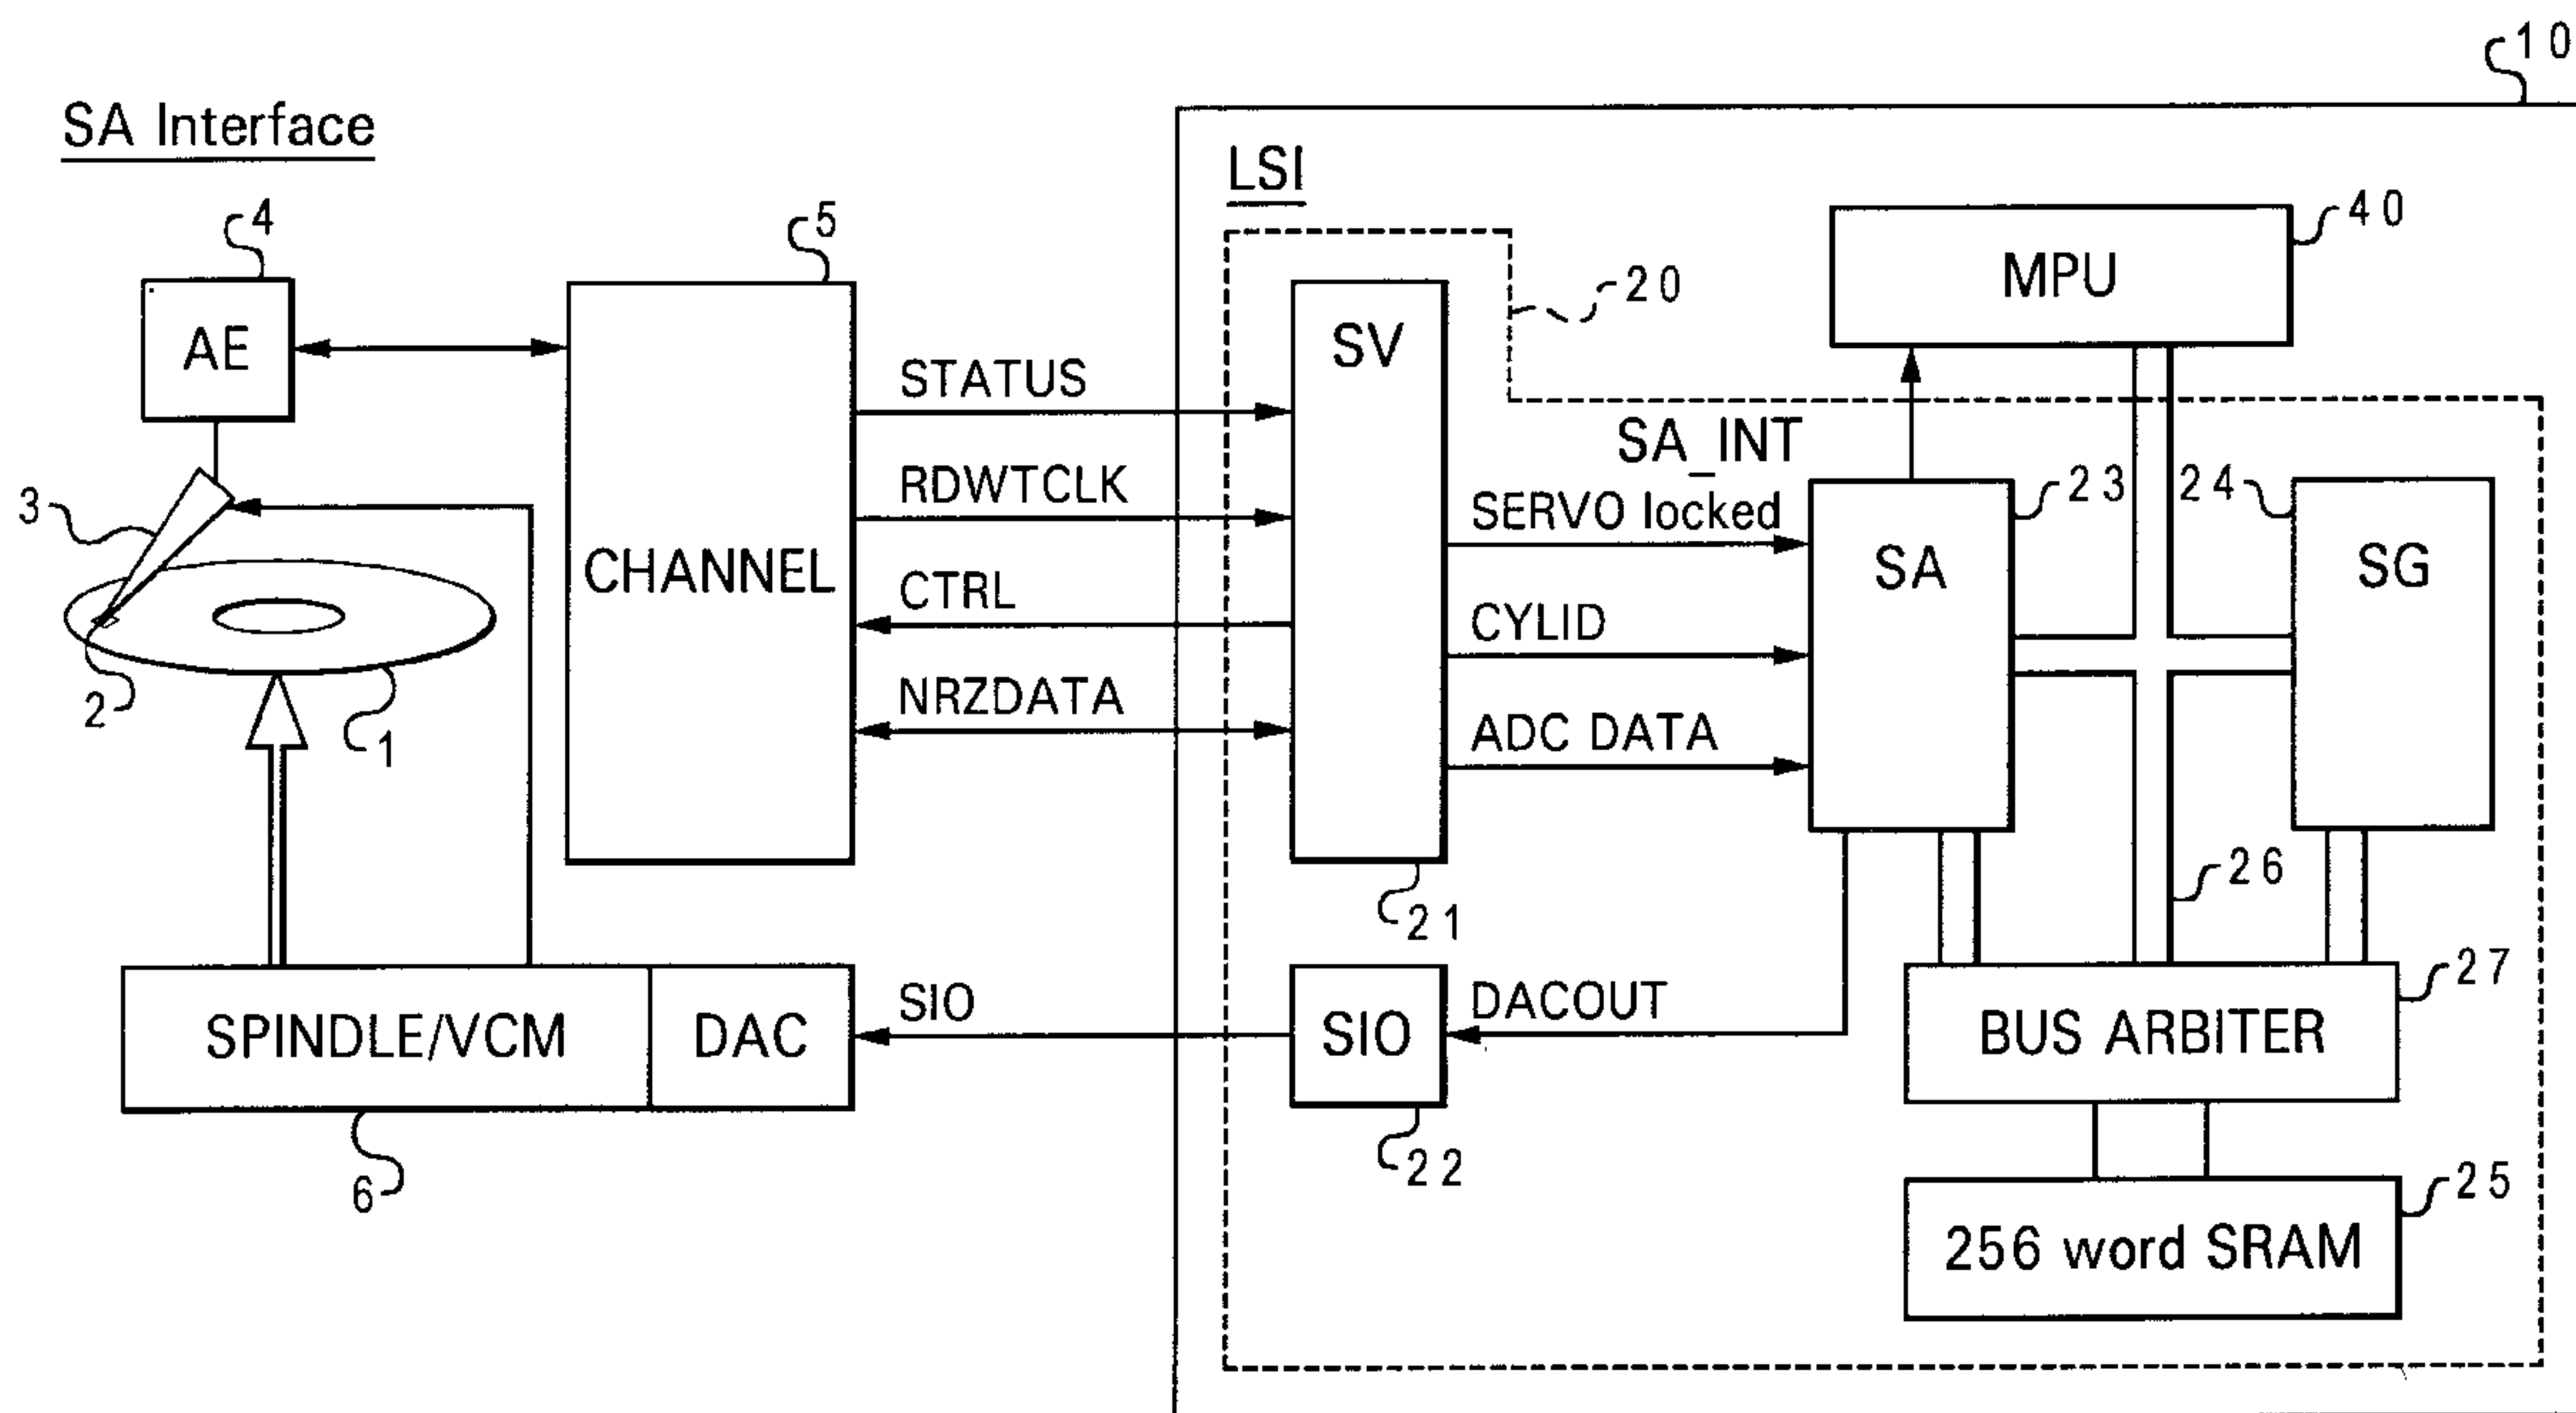 10
SA Interface
LSI
4
5
40
MPU
20
AE
SV
STATUS
SA_INT
RDWTCLK
SERVO locked
23
24
3
CHANNEL
SA
SG
CTRL
CYLID
NRZDATA
2
1
ADC DATA
26
21
27
SPINDLE/VCM
DAC
SIO
SIO
DACOUT
BUS ARBITER
6
22
25
256 word SRAM